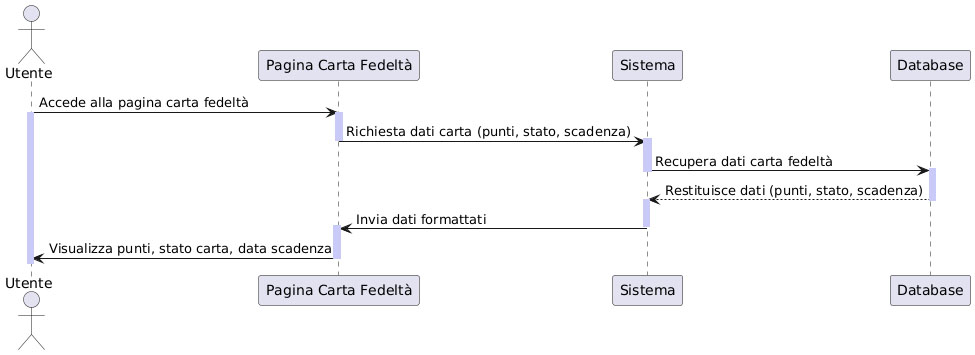 Utente
Pagina Carta Fedeltà
Sistema
Database
Accede alla pagina carta fedeltà
Richiesta dati carta (punti, stato, scadenza)
Recupera dati carta fedeltà
Restituisce dati (punti, stato, scadenza)
Invia dati formattati
Visualizza punti, stato carta, data scadenza
Utente
Pagina Carta Fedeltà
Sistema
Database